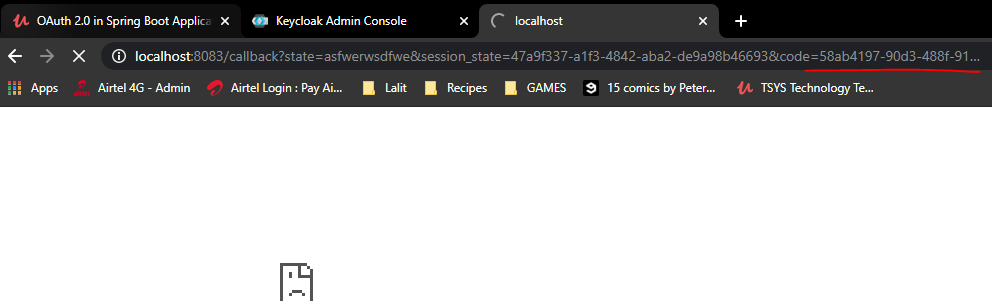 OAuth 2.0 in Spring Boot Applica
Keycloak Admin Console
localhost
localhost:8083/callback?state=asfwerwsdfwe&session_state=47a9f337-a1f3-4842-aba2-de9a98b46693&code=58ab4197-90d3-488f-91...
Apps
Airtel 4G - Admin
Airtel Login : Pay Ai...
Lalit
Recipes
GAMES
15 comics by Peter...
TSYS Technology Te...